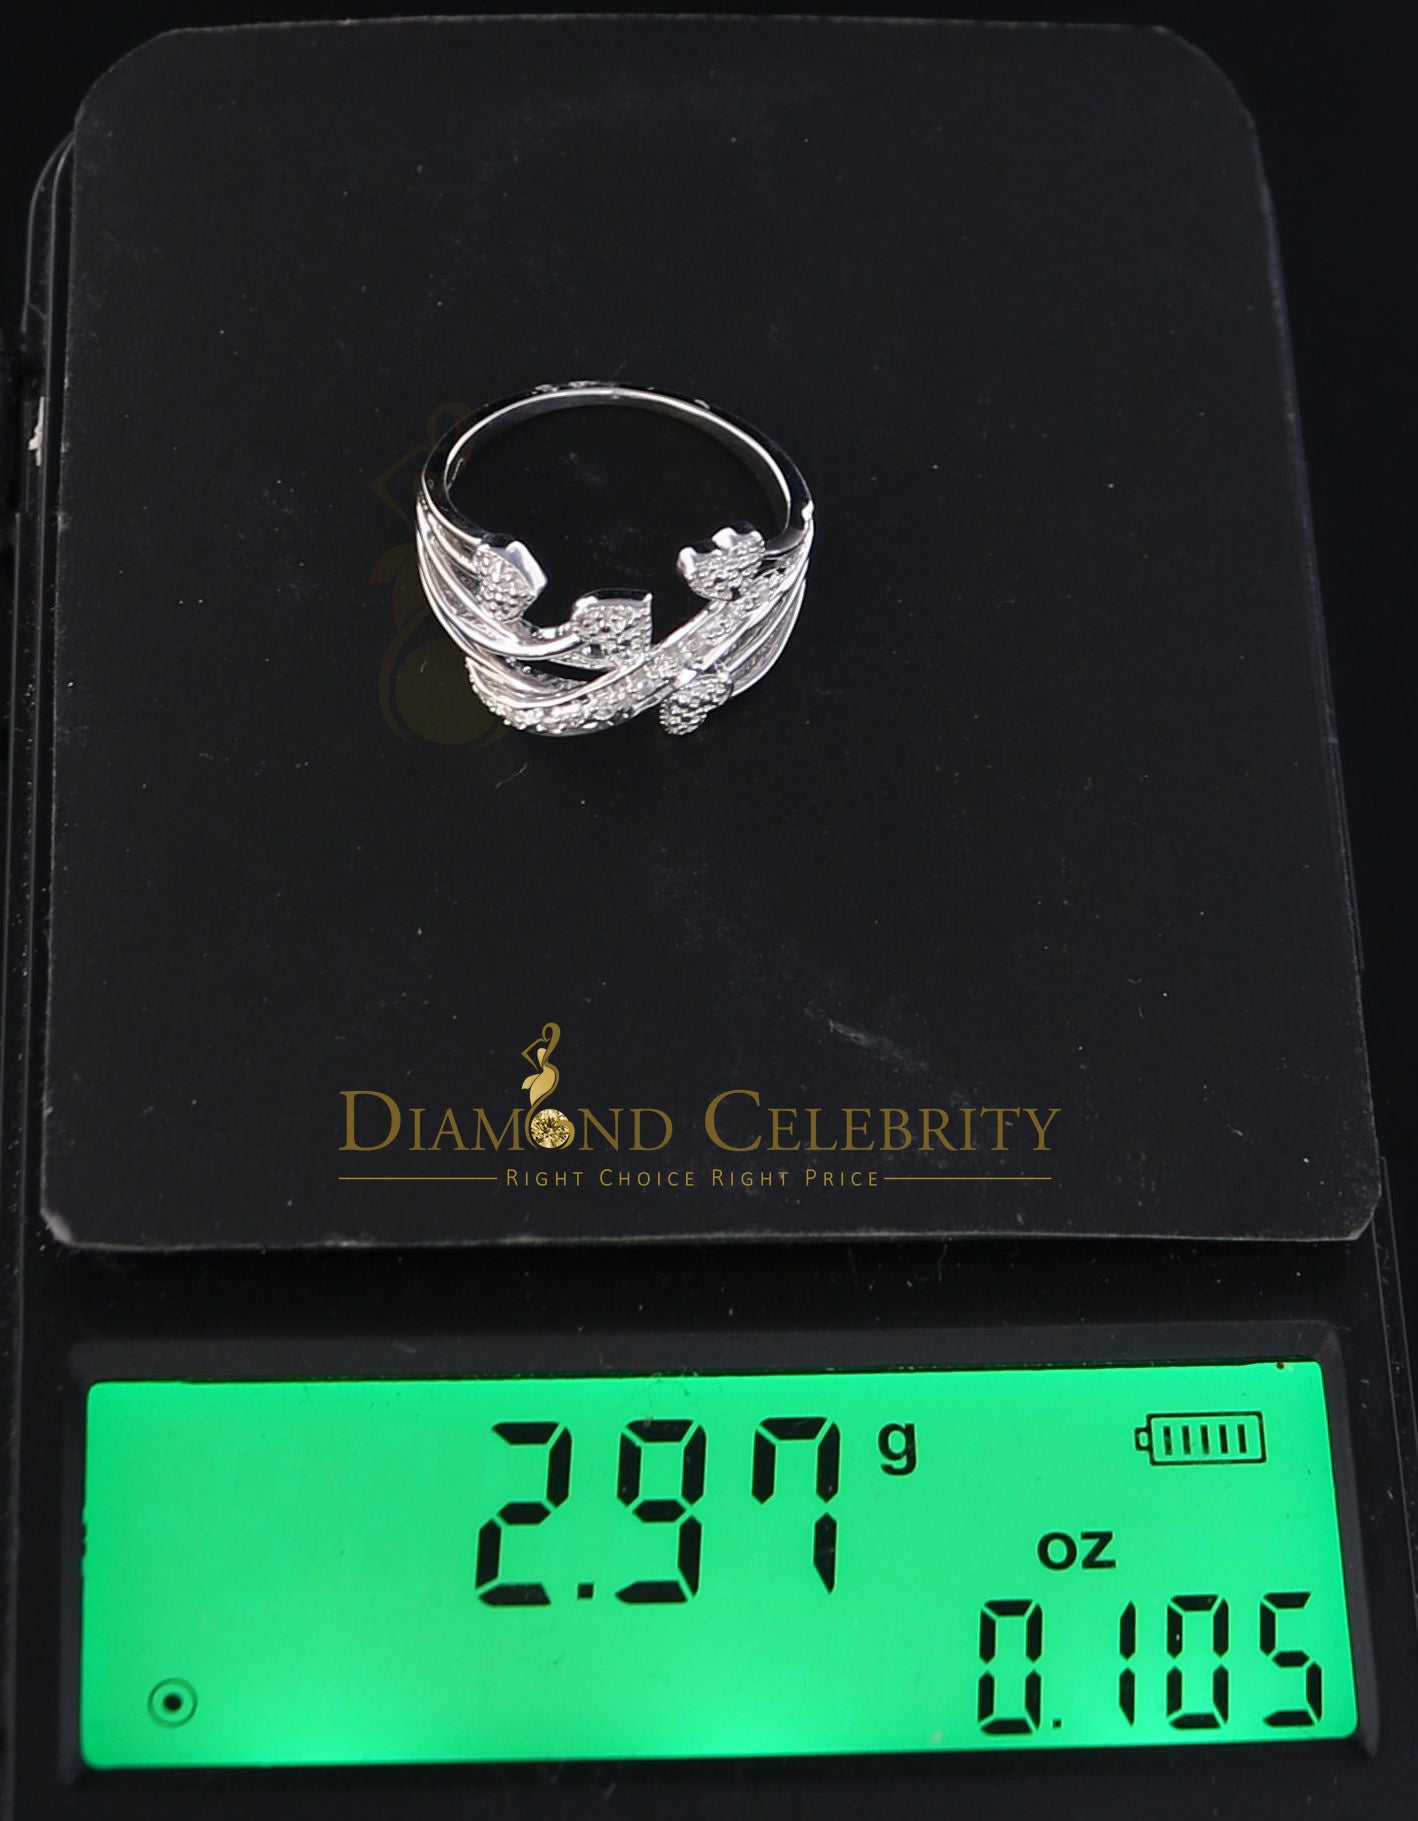 DIAMOND CELEBRITY
RIGHT CHOICE RIGHT PRICE
2.97 g
oz
0.105